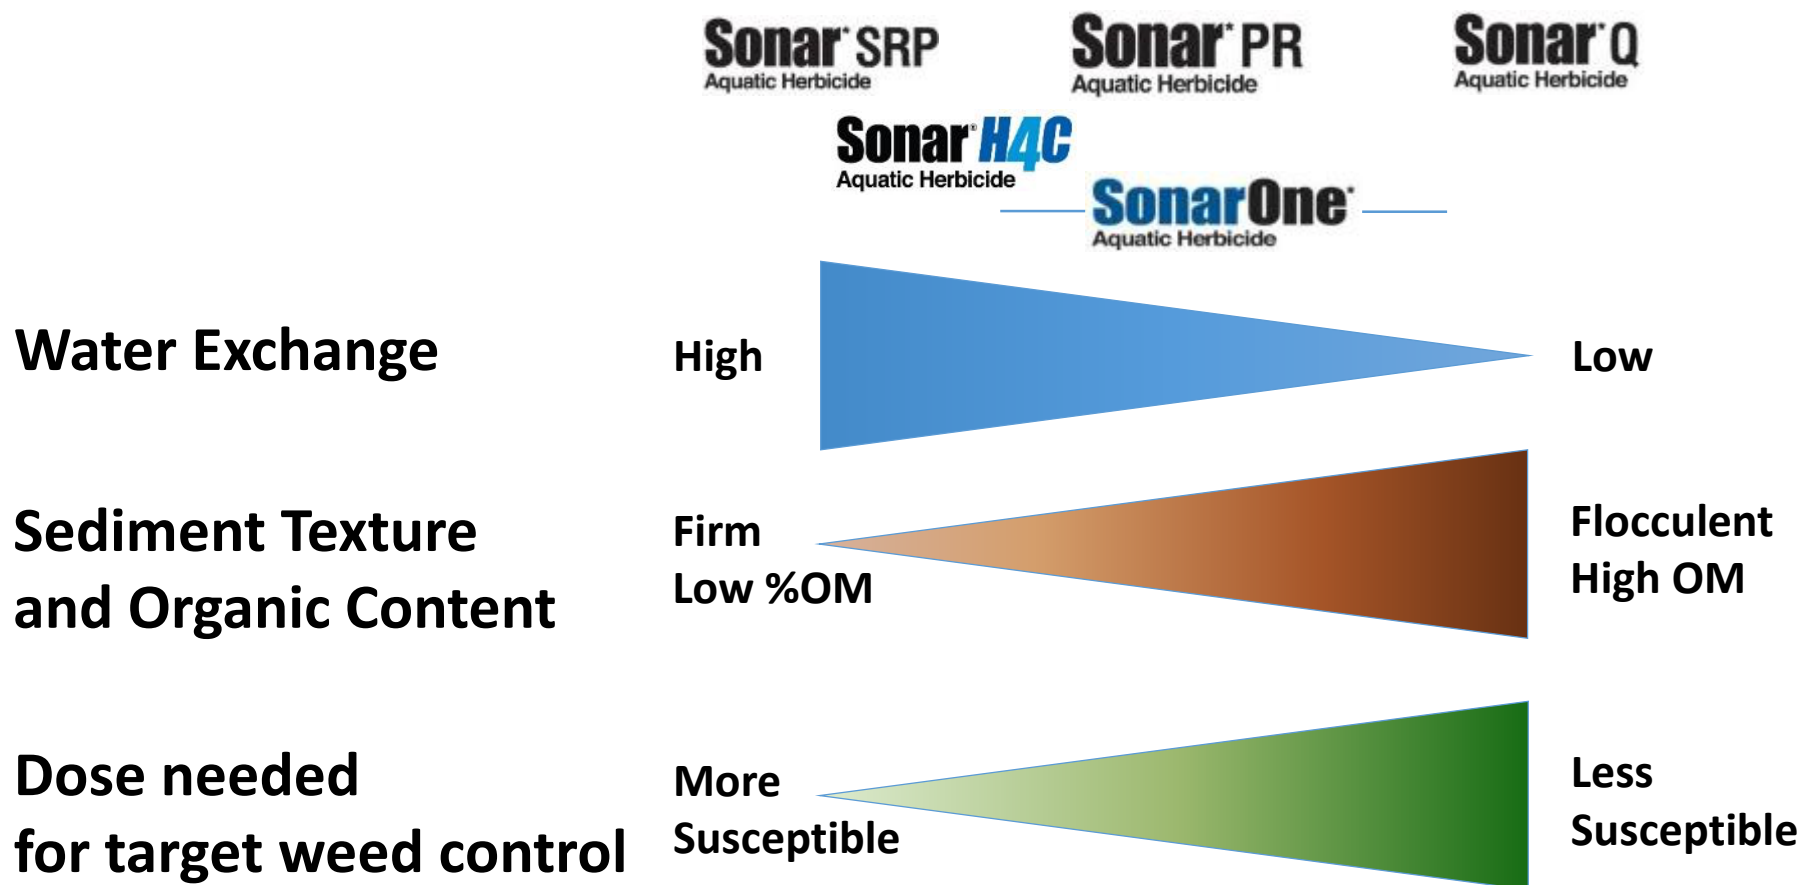 Sonar* SRP
Aquatic Herbicide
Sonar* PR
Aquatic Herbicide
Sonar* Q
Aquatic Herbicide
Sonar® H4C
Aquatic Herbicide
SonarOne*
Aquatic Herbicide
Water Exchange
High
Low
Sediment Texture
and Organic Content
Firm
Low %OM
Flocculent
High OM
Dose needed
for target weed control
More
Susceptible
Less
Susceptible